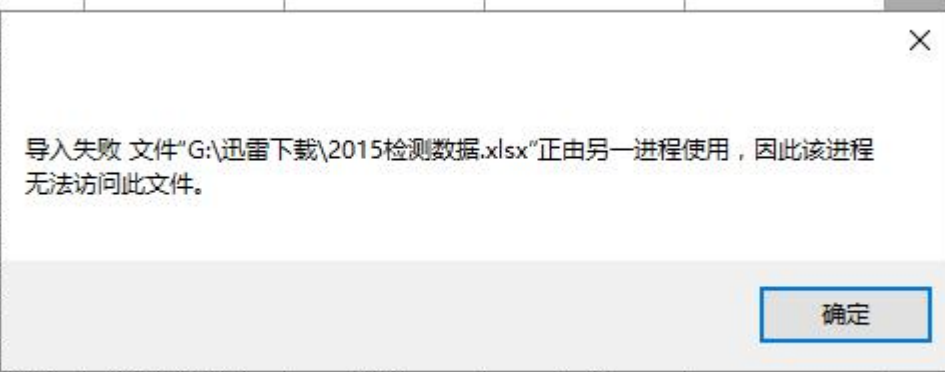 导入失败 文件"G:\迅雷下载\2015检测数据.xlsx"正由另一进程使用，因此该进程
无法访问此文件。
确定